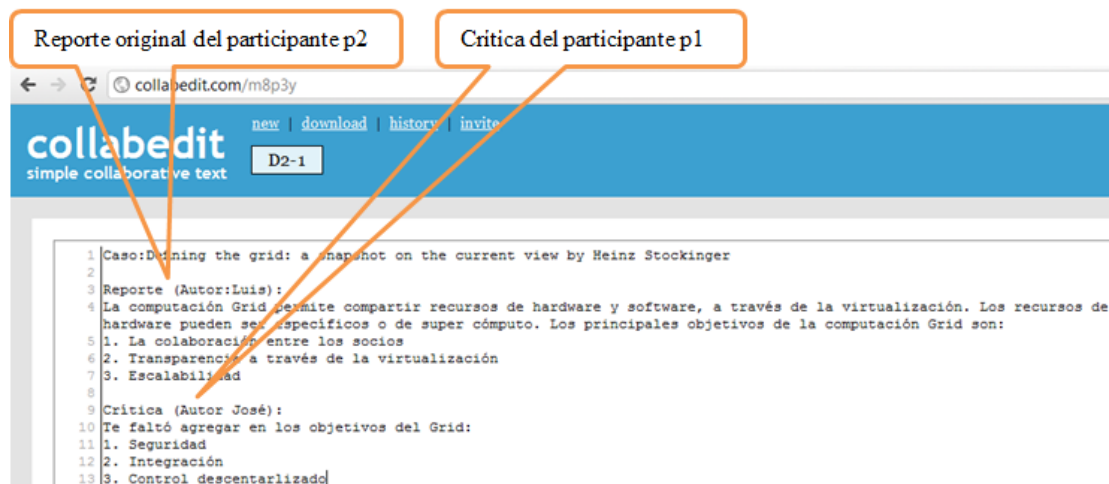 Reporte original del participante p2
Crítica del participante p1
collabedit.com/m8p3y
new | download | history | invite
collabedit
simple collaborative text
D2-1
1 Caso:Defining the grid: a snapshot on the current view by Heinz Stockinger
2
3 Reporte (Autor:Luis):
4 La computación Grid permite compartir recursos de hardware y software, a través de la virtualización. Los recursos de
hardware pueden ser específicos o de super cómputo. Los principales objetivos de la computación Grid son:
5 1. La colaboración entre los socios
6 2. Transparencia a través de la virtualización
7 3. Escalabilidad
8
9 Crítica (Autor José):
10 Te faltó agregar en los objetivos del Grid:
11 1. Seguridad
12 2. Integración
13 3. Control descentarlizado